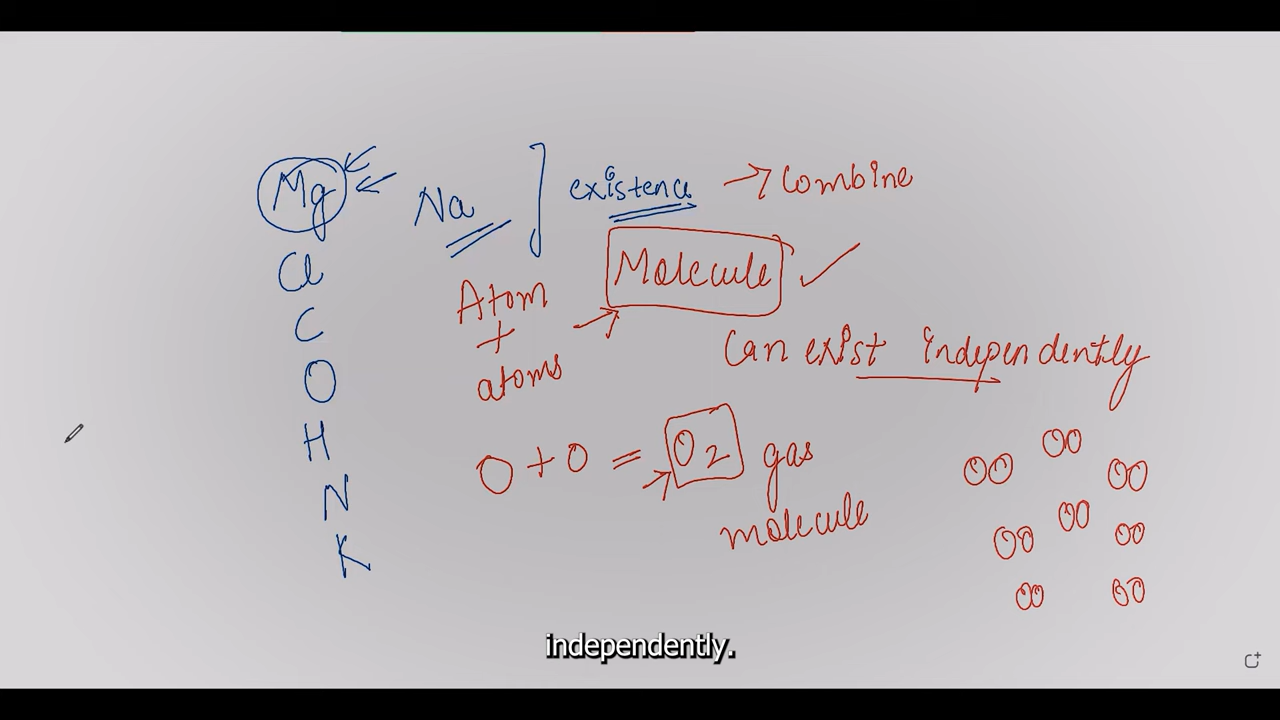 Mg Na ] existence → Combine
Cl
Atom + atoms → Molecule ✓
C
Can exist independently
O
H
O + O = O2 gas
molecule
N
K
independently.